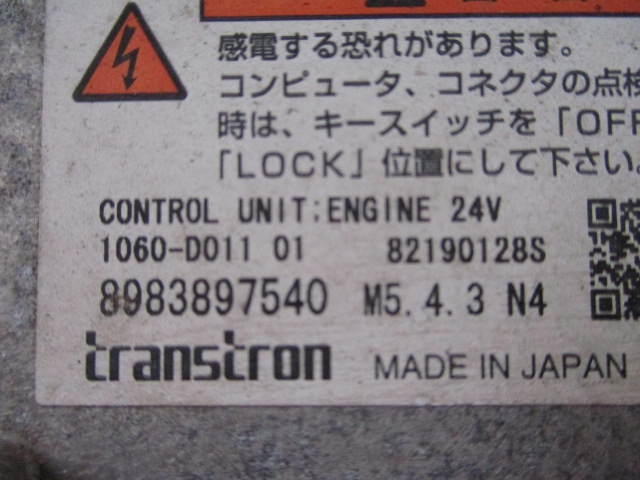 感電する恐れがあります。
コンピュータ、コネクタの点検
時は、キースイッチを「OFF
「LOCK」位置にして下さい。
CONTROL UNIT:ENGINE 24V
1060-D011 01 82190128S
8983897540 M5.4.3 N4
transtron MADE IN JAPAN